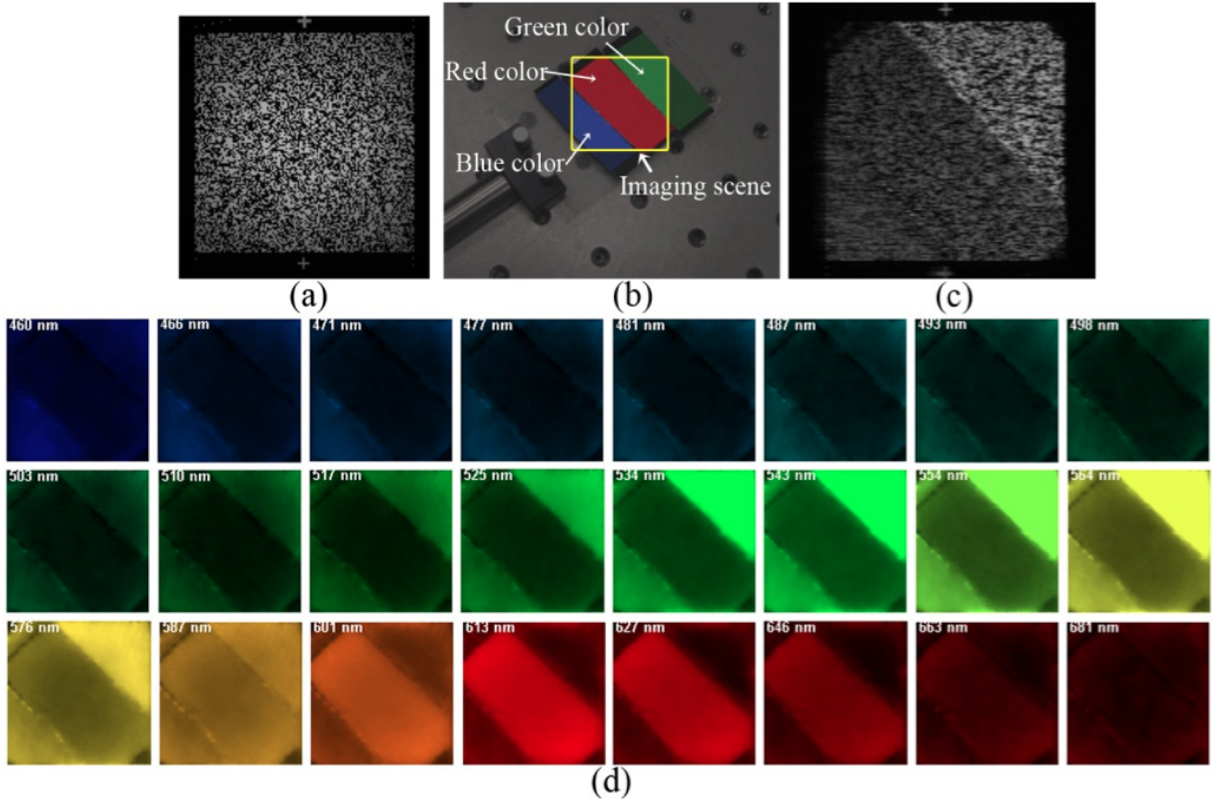 Green color
Red color
Blue color
Imaging scene
(a)
(b)
(c)
460 nm
466 nm
471 nm
477 nm
481 nm
487 nm
493 nm
498 nm
503 nm
510 nm
517 nm
525 nm
534 nm
543 nm
554 nm
564 nm
576 nm
587 nm
601 nm
613 nm
627 nm
646 nm
663 nm
681 nm
(d)